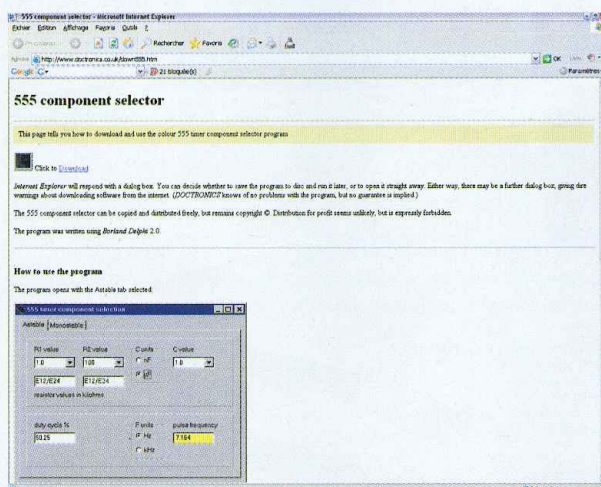 555 component selector - Microsoft Internet Explorer
Fichier Edition Affichage Favoris Outils ?
Rechercher Favoris
http://www.doctronics.co.uk/down555.htm OK
Google 21 bloquée(s) Paramètres
555 component selector
This page tells you how to download and use the colour 555 timer component selector program
Click to Download
Internet Explorer will respond with a dialog box. You can decide whether to save the program to disc and run it later, or to open it straight away. Either way, there may be a further dialog box, giving dire
warnings about downloading software from the internet. (DOCTRONICS knows of no problems with the program, but no guarantee is implied.)
The 555 component selector can be copied and distributed freely, but remains copyright ©. Distribution for profit seems unlikely, but is expressly forbidden.
The program was written using Borland Delphi 2.0.
How to use the program
The program opens with the Astable tab selected:
555 timer component selection
Astable Monostable
R1 value R2 value C units C value
1.0 100 nF 1.0
E12/E24 E12/E24 µF
resistor values in kilohms
duty cycle % F units pulse frequency
50.25 Hz 7.164
kHz